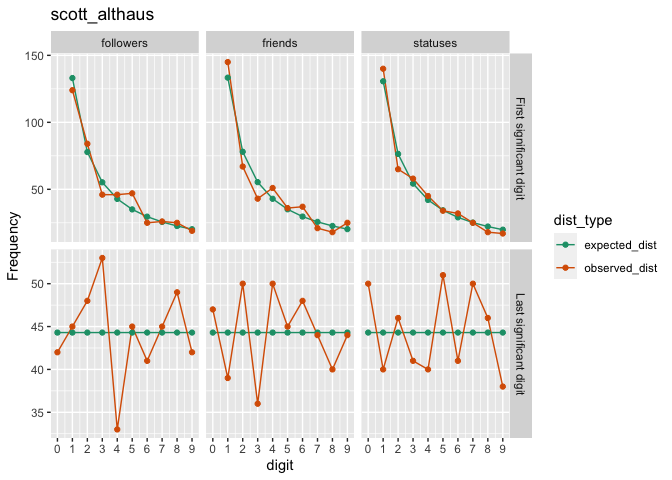 scott_althaus
followers friends statuses
150
100
50
First significant digit
Frequency
50
45
40
35
Last significant digit
0 1 2 3 4 5 6 7 8 9 0 1 2 3 4 5 6 7 8 9 0 1 2 3 4 5 6 7 8 9
digit
dist_type
expected_dist
observed_dist